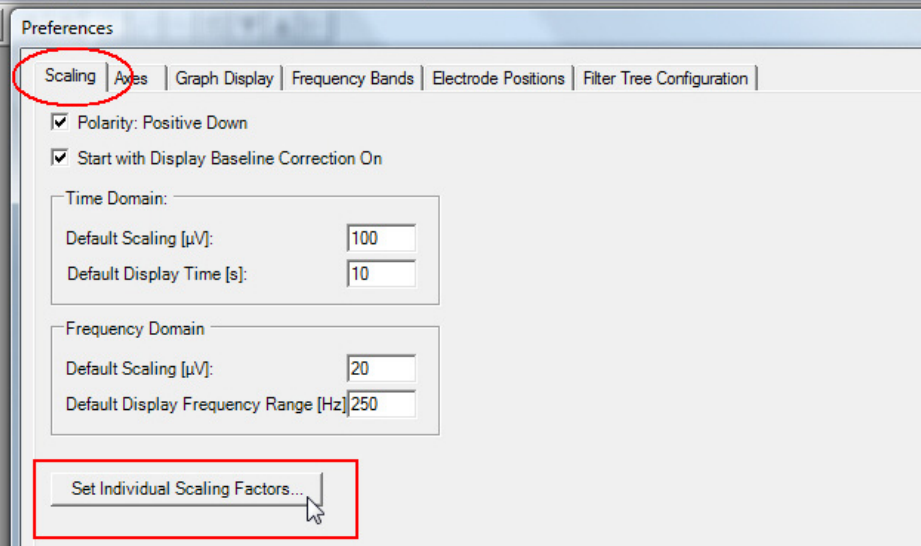 Preferences
Scaling Axes Graph Display Frequency Bands Electrode Positions Filter Tree Configuration
Polarity: Positive Down
Start with Display Baseline Correction On
Time Domain:
Default Scaling [µV]: 100
Default Display Time [s]: 10
Frequency Domain
Default Scaling [µV]: 20
Default Display Frequency Range [Hz] 250
Set Individual Scaling Factors...